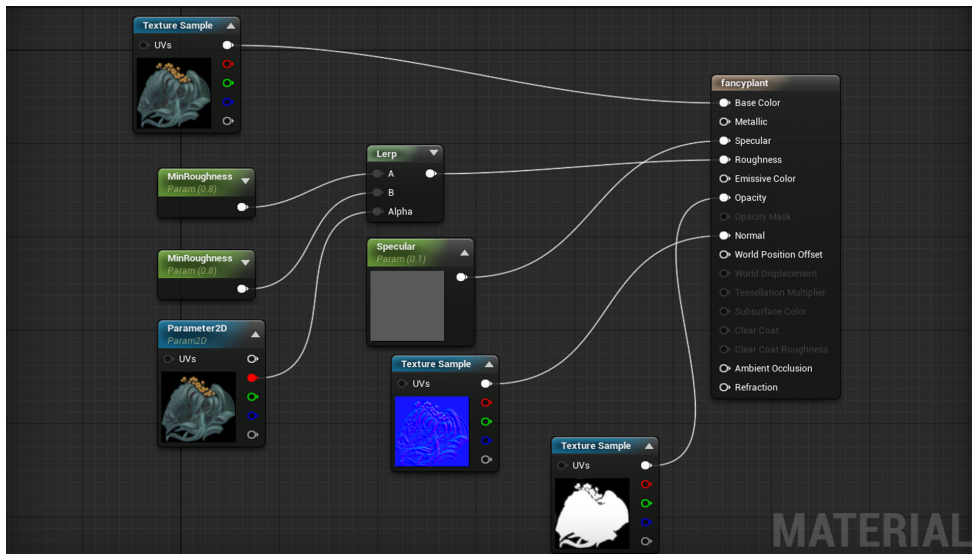 Texture Sample
UVs
MinRoughness
Param (0.8)
MinRoughness
Param (0.8)
Parameter2D
Param2D
UVs
Lerp
A
B
Alpha
Specular
Param (0.1)
Texture Sample
UVs
Texture Sample
UVs
fancyplant
Base Color
Metallic
Specular
Roughness
Emissive Color
Opacity
Opacity Mask
Normal
World Position Offset
World Displacement
Tessellation Multiplier
Subsurface Color
Clear Coat
Clear Coat Roughness
Ambient Occlusion
Refraction
MATERIAL